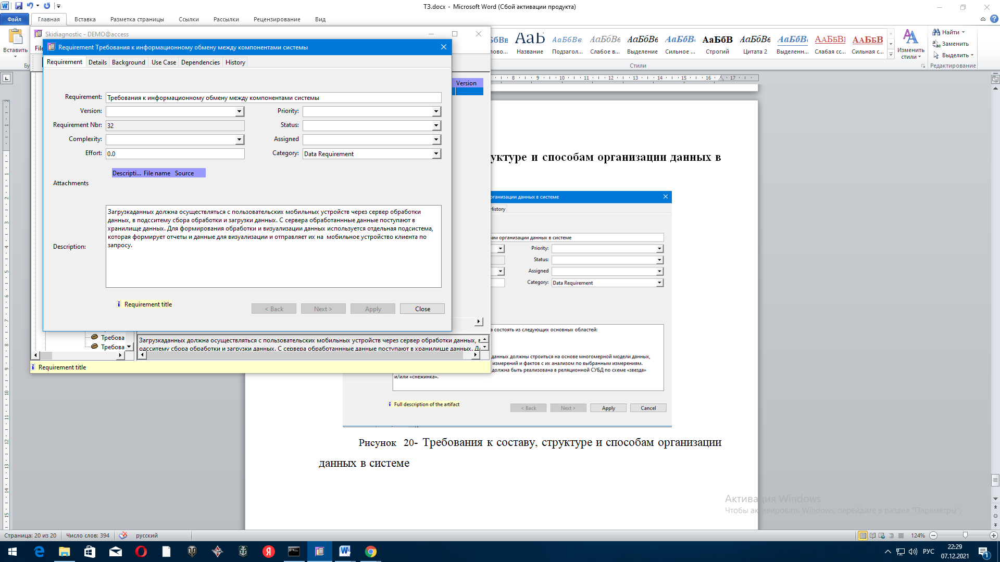 ТЗ.docx - Microsoft Word (Сбой активации продукта)
Файл
Главная
Вставка
Разметка страницы
Ссылки
Рассылки
Рецензирование
Вид
Вставить
Skidiagnostic - DEMO@access
АаБ
АаБбВв
АаБбВв
АаБбВв
АаБбВ
АаБбВв
Название
Подзагол...
Слабое в...
Выделение
Сильное ...
Строгий
Цитата 2
Выделенн...
Слабая сс...
Сильная с...
Изменить
стили
Найти
Заменить
Выделить
Стили
Редактирование
Requirement Требования к информационному обмену между компонентами системы
Requirement
Details
Background
Use Case
Dependencies
History
Version
Requirement:
Требования к информационному обмену между компонентами системы
Version:
Priority:
Requirement Nbr:
32
Status:
Complexity:
Assigned
Effort:
0.0
Category:
Data Requirement
Descripti...
File name
Source
Attachments
Description:
Загрузкаданных должна осуществляться с пользовательских мобильных устройств через сервер обработки
данных, в подсситему сбора обработки и загрузки данных. С сервера обработаннные данные поступают в
хранилище данных. Для формирования обработки и визуализации данных используется отдельная подсистема,
которая формирует отчеты и данные для визуализации и отправляет их на  мобильное устройство клиента по
запросу.
Requirement title
< Back
Next >
Apply
Close
Требова
Требова
Загрузкаданных должна осуществляться с пользовательских мобильных устройств через сервер обработки данных, в
одсситему сбора обработки и загрузки данных. С сервера обработаннные данные поступают в хранилище данных.
Requirement title
уктуре и способам организации данных в
рганизации данных в системе
History
ам организации данных в системе
Priority:
Status:
Assigned
Category:
Data Requirement
а состоять из следующих основных областей:
данных должны строиться на основе многомерной модели данных,
измерений и фактов с их анализом по выбранным измерениям.
должна быть реализована в реляционной СУБД по схеме «звезда»
и/или «снежинка».
Full description of the artifact
< Back
Next >
Apply
Cancel
Рисунок 20- Требования к составу, структуре и способам организации
данных в системе
Активация Windows
Чтобы активировать Windows, перейдите в раздел "Параметры".
Страница: 20 из 20
Число слов: 394
русский
124%
РУС
22:29
07.12.2021
1